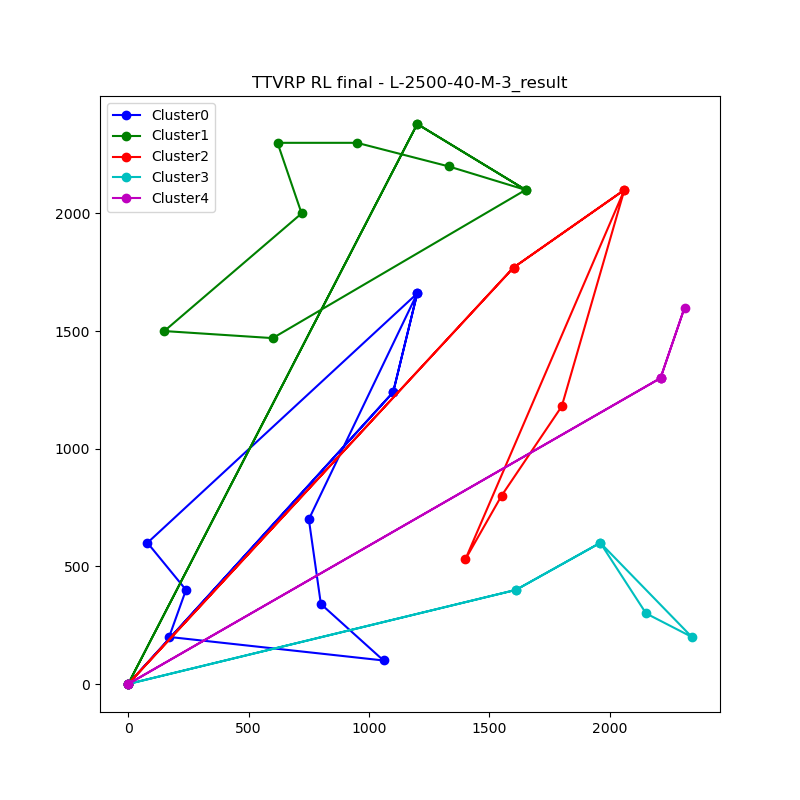 TTVRP RL final - L-2500-40-M-3_result
Cluster0
Cluster1
Cluster2
Cluster3
Cluster4
2000
1500
1000
500
0
0 500 1000 1500 2000